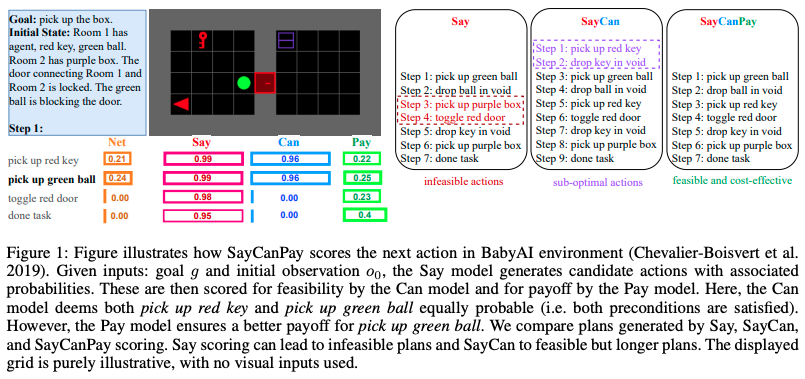 Goal: pick up the box.
Initial State: Room 1 has
agent, red key, green ball.
Room 2 has purple box. The
door connecting Room 1 and
Room 2 is locked. The green
ball is blocking the door.
Step 1:
Net Say Can Pay
pick up red key 0.21 0.99 0.96 0.22
pick up green ball 0.24 0.99 0.96 0.25
toggle red door 0.00 0.98 0.00 0.23
done task 0.00 0.95 0.00 0.4
Say
Step 1: pick up green ball
Step 2: drop ball in void
Step 3: pick up purple box
Step 4: toggle red door
Step 5: drop key in void
Step 6: pick up purple box
Step 7: done task
infeasible actions
SayCan
Step 1: pick up red key
Step 2: drop key in void
Step 3: pick up green ball
Step 4: drop ball in void
Step 5: pick up red key
Step 6: toggle red door
Step 7: drop key in void
Step 8: pick up purple box
Step 9: done task
sub-optimal actions
SayCanPay
Step 1: pick up green ball
Step 2: drop ball in void
Step 3: pick up red key
Step 4: toggle red door
Step 5: drop key in void
Step 6: pick up purple box
Step 7: done task
feasible and cost-effective
Figure 1: Figure illustrates how SayCanPay scores the next action in BabyAI environment (Chevalier-Boisvert et al.
2019). Given inputs: goal g and initial observation o0, the Say model generates candidate actions with associated
probabilities. These are then scored for feasibility by the Can model and for payoff by the Pay model. Here, the Can
model deems both pick up red key and pick up green ball equally probable (i.e. both preconditions are satisfied).
However, the Pay model ensures a better payoff for pick up green ball. We compare plans generated by Say, SayCan,
and SayCanPay scoring. Say scoring can lead to infeasible plans and SayCan to feasible but longer plans. The displayed
grid is purely illustrative, with no visual inputs used.